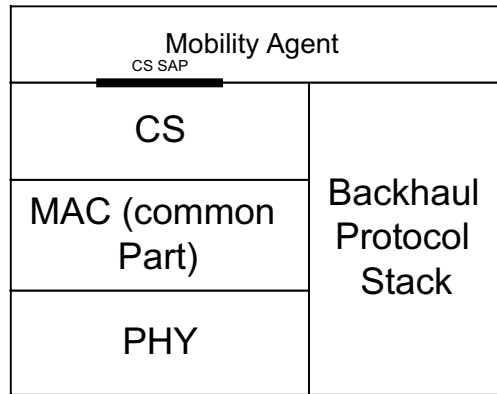 Mobility Agent
CS SAP
CS
MAC (common
Part)
PHY
Backhaul
Protocol
Stack